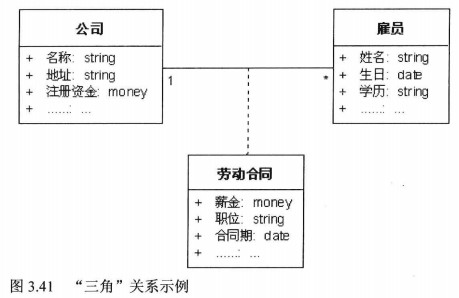 公司
+ 名称: string
+ 地址: string
+ 注册资金: money
+ ......: ...
1
*
雇员
+ 姓名: string
+ 生日: date
+ 学历: string
+ ......: ...
劳动合同
+ 薪金: money
+ 职位: string
+ 合同期: date
+ ......: ...
图 3.41 “三角”关系示例